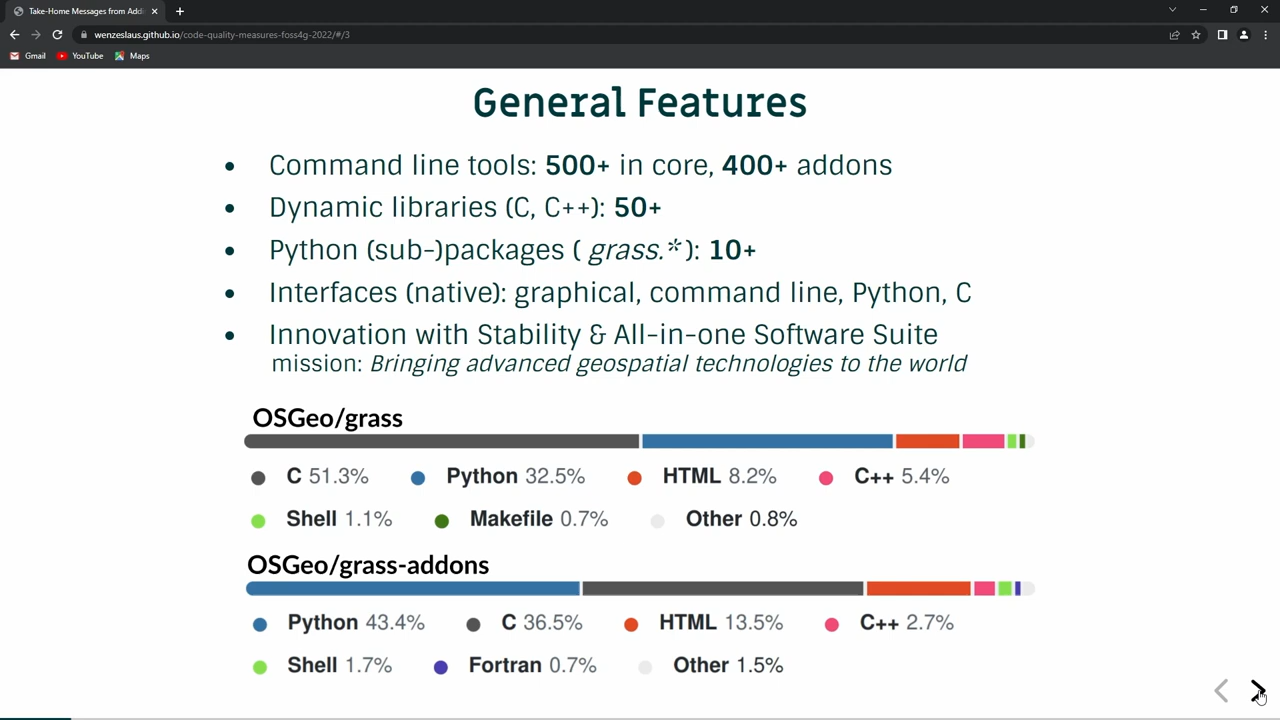 Take-Home Messages from Addi
wenzeslaus.github.io/code-quality-measures-foss4g-2022/#/3
Gmail YouTube Maps
General Features
• Command line tools: 500+ in core, 400+ addons
• Dynamic libraries (C, C++): 50+
• Python (sub-)packages ( grass.* ): 10+
• Interfaces (native): graphical, command line, Python, C
• Innovation with Stability & All-in-one Software Suite
mission: Bringing advanced geospatial technologies to the world
OSGeo/grass
C 51.3% Python 32.5% HTML 8.2% C++ 5.4%
Shell 1.1% Makefile 0.7% Other 0.8%
OSGeo/grass-addons
Python 43.4% C 36.5% HTML 13.5% C++ 2.7%
Shell 1.7% Fortran 0.7% Other 1.5%